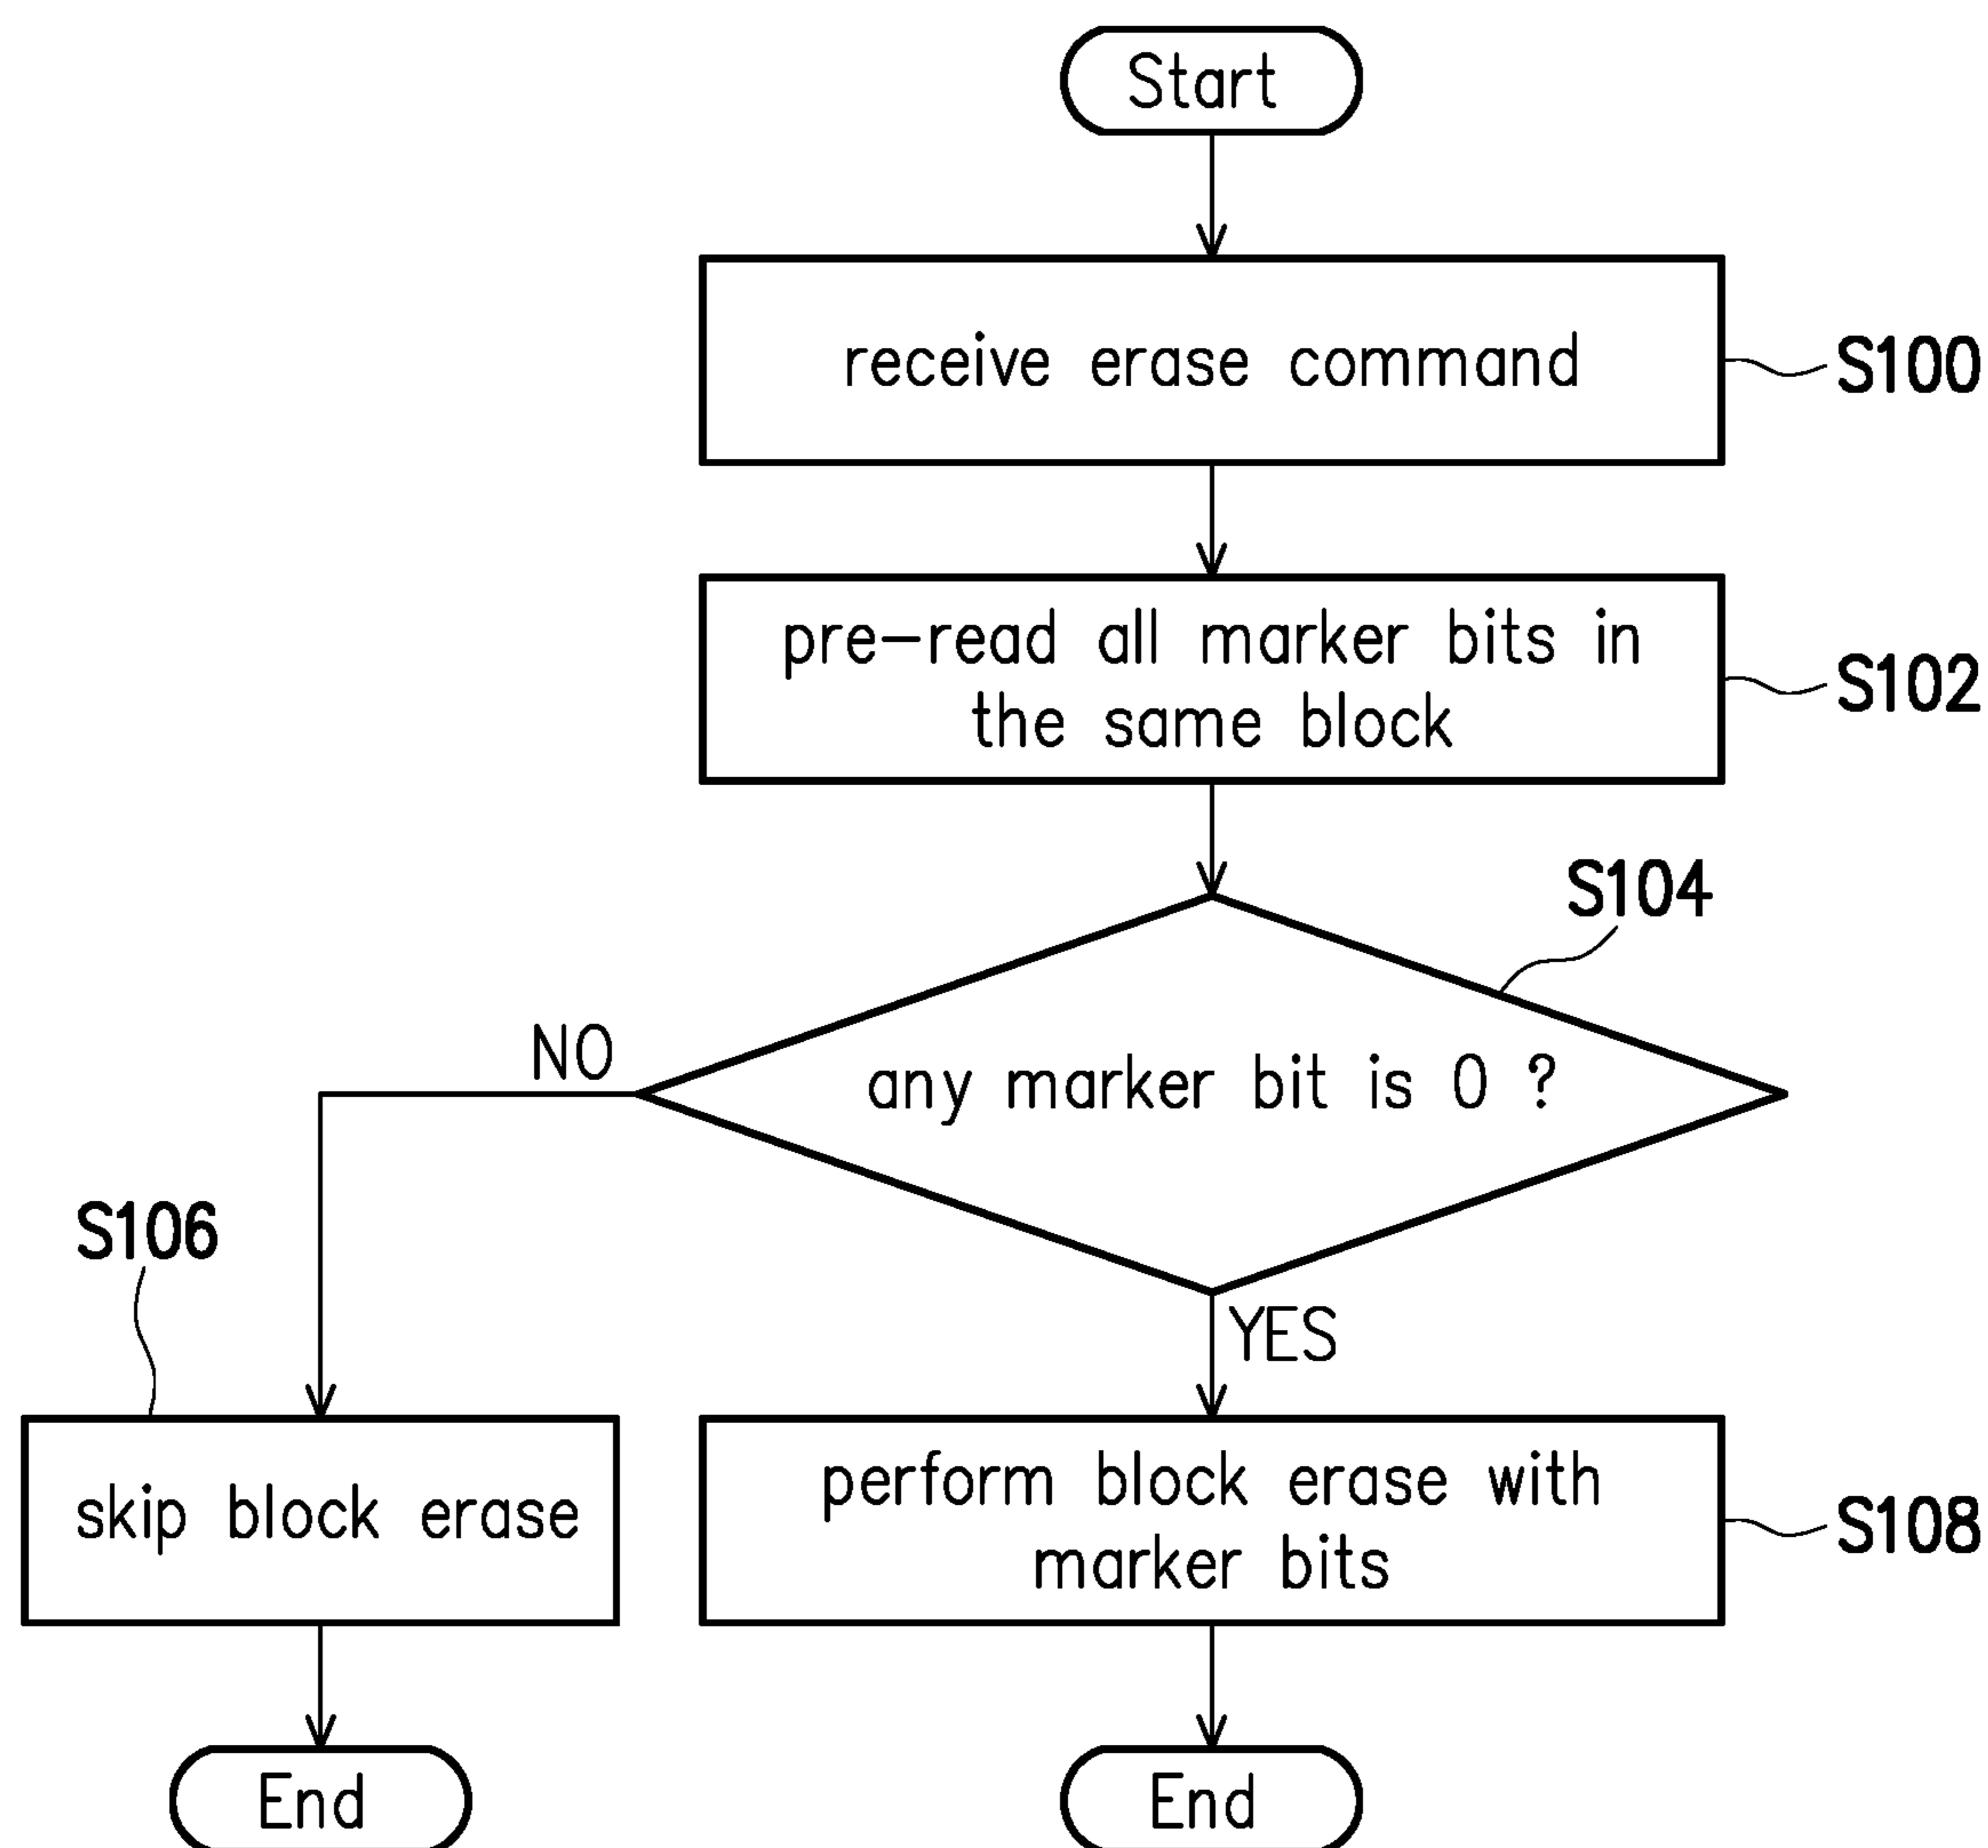 Start
receive erase command
S100
pre-read all marker bits in
the same block
S102
S104
any marker bit is 0 ?
NO
YES
S106
skip block erase
perform block erase with
marker bits
S108
End
End